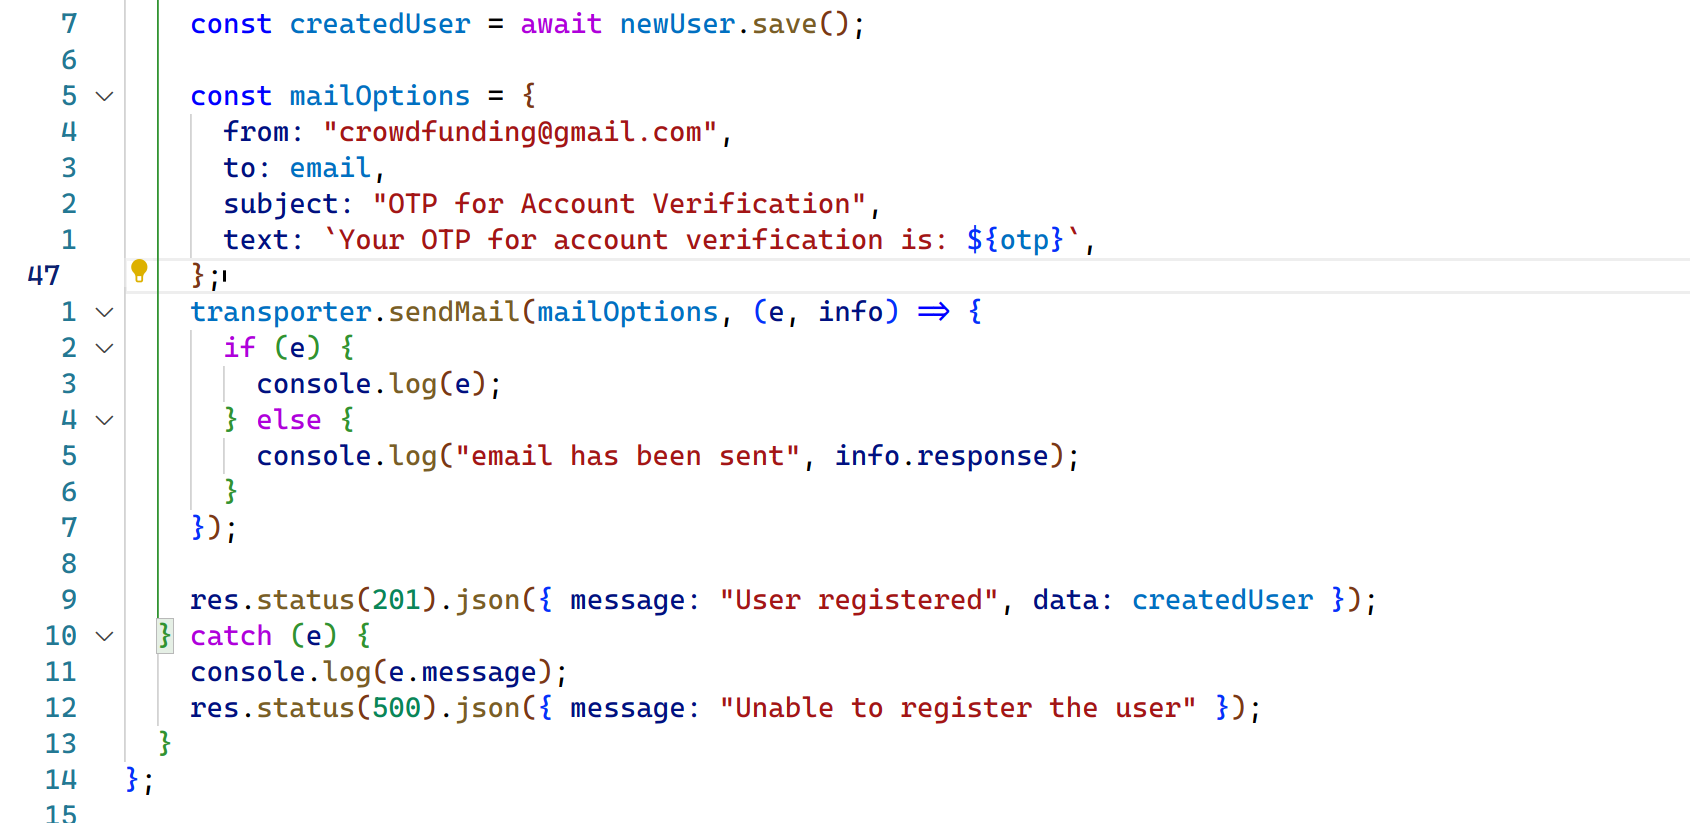 7 const createdUser = await newUser.save();
6
5 const mailOptions = {
4 from: "crowdfunding@gmail.com",
3 to: email,
2 subject: "OTP for Account Verification",
1 text: `Your OTP for account verification is: ${otp}`,
47 };
1 transporter.sendMail(mailOptions, (e, info) => {
2 if (e) {
3 console.log(e);
4 } else {
5 console.log("email has been sent", info.response);
6 }
7 });
8
9 res.status(201).json({ message: "User registered", data: createdUser });
10 } catch (e) {
11 console.log(e.message);
12 res.status(500).json({ message: "Unable to register the user" });
13 }
14 };
15